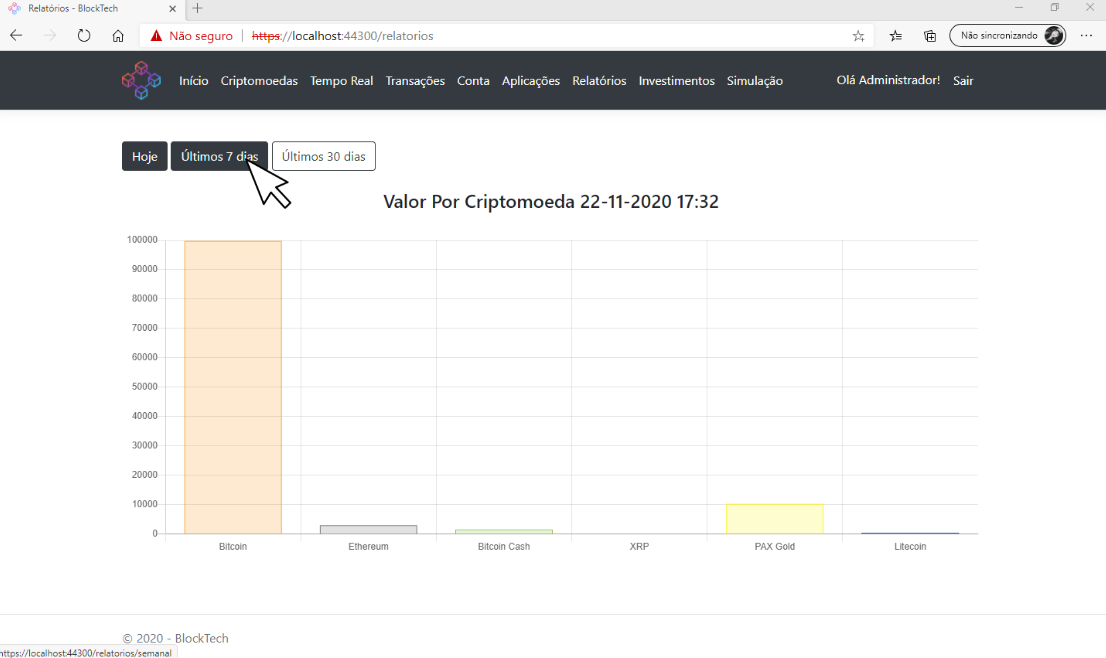 Relatórios - BlockTech
Não seguro | https://localhost:44300/relatorios
Não sincronizando
Início Criptomoedas Tempo Real Transações Conta Aplicações Relatórios Investimentos Simulação Olá Administrador! Sair
Hoje Últimos 7 dias Últimos 30 dias
Valor Por Criptomoeda 22-11-2020 17:32
100000
90000
80000
70000
60000
50000
40000
30000
20000
10000
0
Bitcoin Ethereum Bitcoin Cash XRP PAX Gold Litecoin
© 2020 - BlockTech
https://localhost:44300/relatorios/semanal